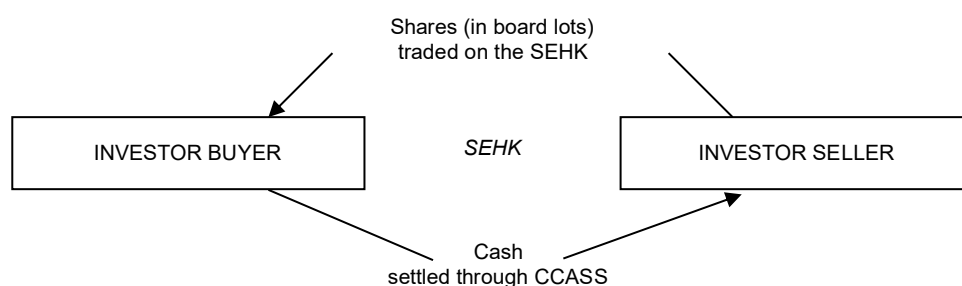 Shares (in board lots)
traded on the SEHK
INVESTOR BUYER
SEHK
INVESTOR SELLER
Cash
settled through CCASS